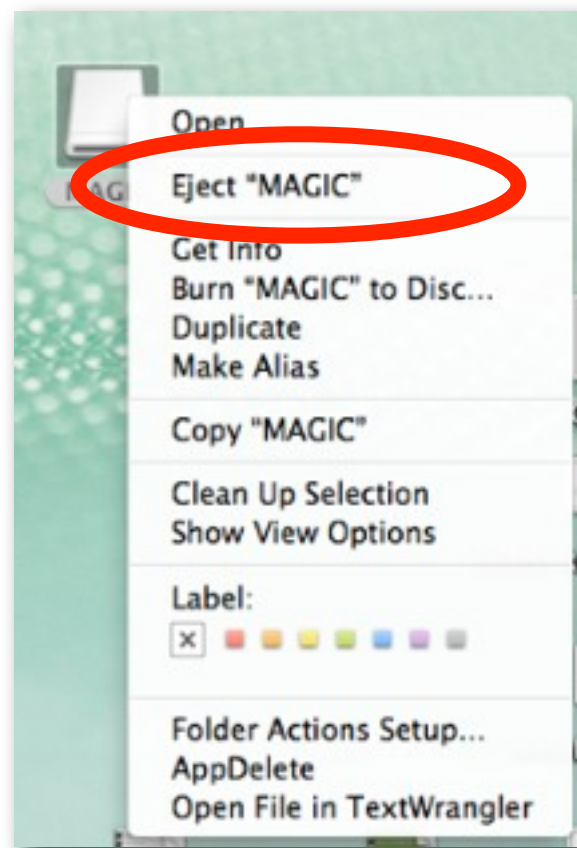 Open
Eject “MAGIC”
Get Info
Burn “MAGIC” to Disc...
Duplicate
Make Alias
Copy “MAGIC”
Clean Up Selection
Show View Options
Label:
Folder Actions Setup...
AppDelete
Open File in TextWrangler